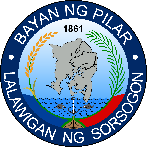 BAYAN NG PILAR
1861
LALAWIGAN NG SORSOGON